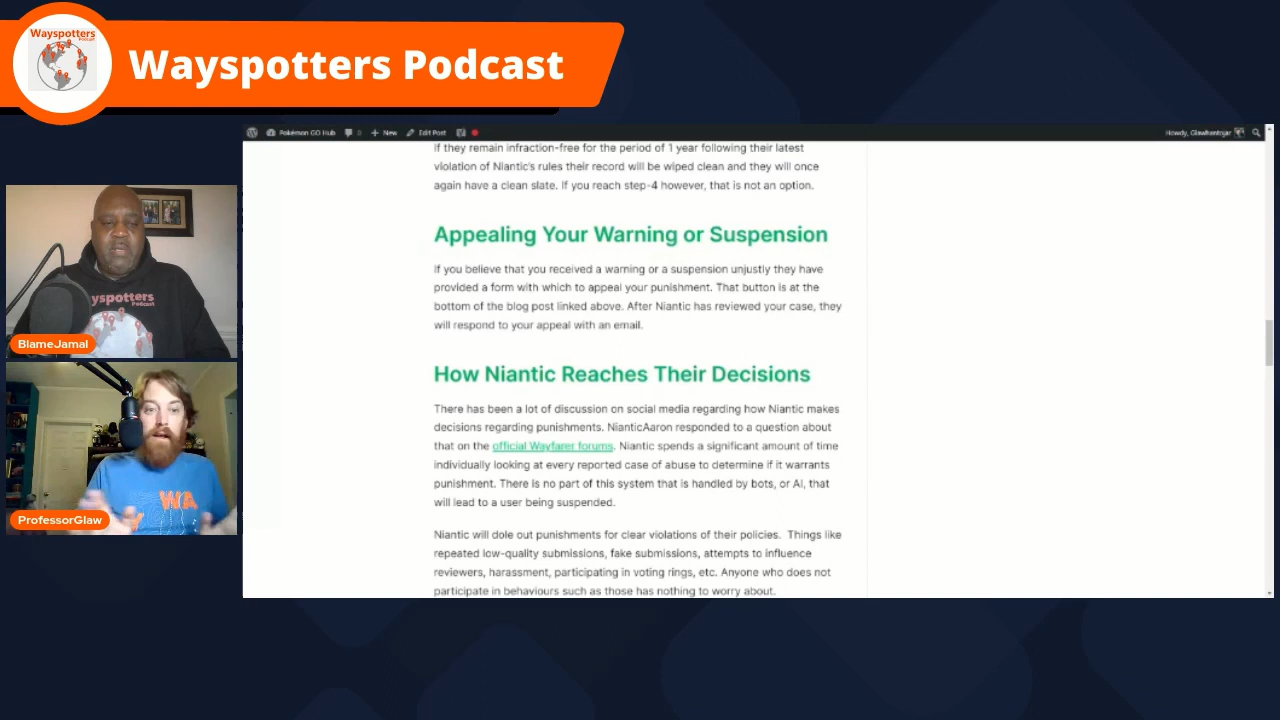 Wayspotters
Podcast
Wayspotters Podcast
Pokémon GO Hub
0
New
Edit Post
Howdy, Glawhantojar
If they remain infraction-free for the period of 1 year following their latest
violation of Niantic's rules their record will be wiped clean and they will once
again have a clean slate. If you reach step-4 however, that is not an option.
Appealing Your Warning or Suspension
If you believe that you received a warning or a suspension unjustly they have
provided a form with which to appeal your punishment. That button is at the
bottom of the blog post linked above. After Niantic has reviewed your case, they
will respond to your appeal with an email.
How Niantic Reaches Their Decisions
There has been a lot of discussion on social media regarding how Niantic makes
decisions regarding punishments. NianticAaron responded to a question about
that on the official Wayfarer forums. Niantic spends a significant amount of time
individually looking at every reported case of abuse to determine if it warrants
punishment. There is no part of this system that is handled by bots, or AI, that
will lead to a user being suspended.
Niantic will dole out punishments for clear violations of their policies.  Things like
repeated low-quality submissions, fake submissions, attempts to influence
reviewers, harassment, participating in voting rings, etc. Anyone who does not
participate in behaviours such as those has nothing to worry about.
yspotters
Podcast
BlameJamal
WA
ProfessorGlaw